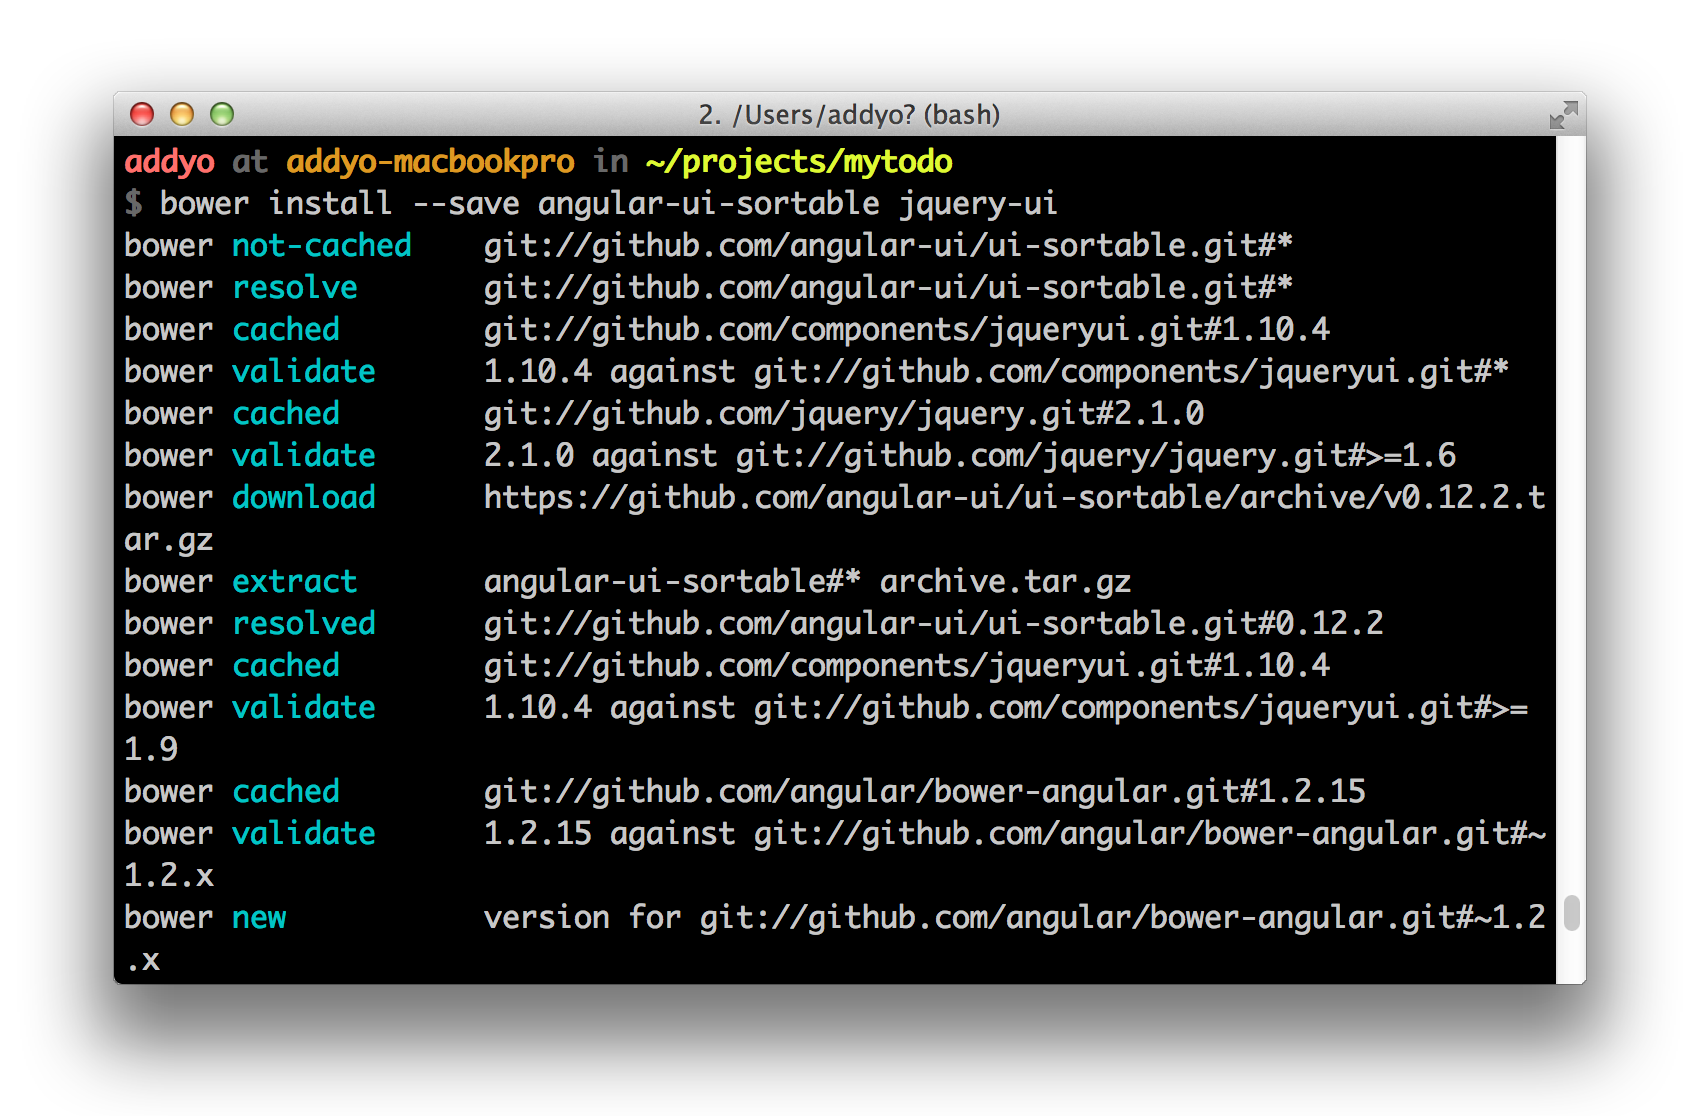 2. /Users/addyo? (bash)
addyo at addyo-macbookpro in ~/projects/mytodo
$ bower install --save angular-ui-sortable jquery-ui
bower not-cached    git://github.com/angular-ui/ui-sortable.git#*
bower resolve       git://github.com/angular-ui/ui-sortable.git#*
bower cached        git://github.com/components/jqueryui.git#1.10.4
bower validate      1.10.4 against git://github.com/components/jqueryui.git#*
bower cached        git://github.com/jquery/jquery.git#2.1.0
bower validate      2.1.0 against git://github.com/jquery/jquery.git#>=1.6
bower download      https://github.com/angular-ui/ui-sortable/archive/v0.12.2.t
ar.gz
bower extract       angular-ui-sortable#* archive.tar.gz
bower resolved      git://github.com/angular-ui/ui-sortable.git#0.12.2
bower cached        git://github.com/components/jqueryui.git#1.10.4
bower validate      1.10.4 against git://github.com/components/jqueryui.git#>=
1.9
bower cached        git://github.com/angular/bower-angular.git#1.2.15
bower validate      1.2.15 against git://github.com/angular/bower-angular.git#~
1.2.x
bower new           version for git://github.com/angular/bower-angular.git#~1.2
.x